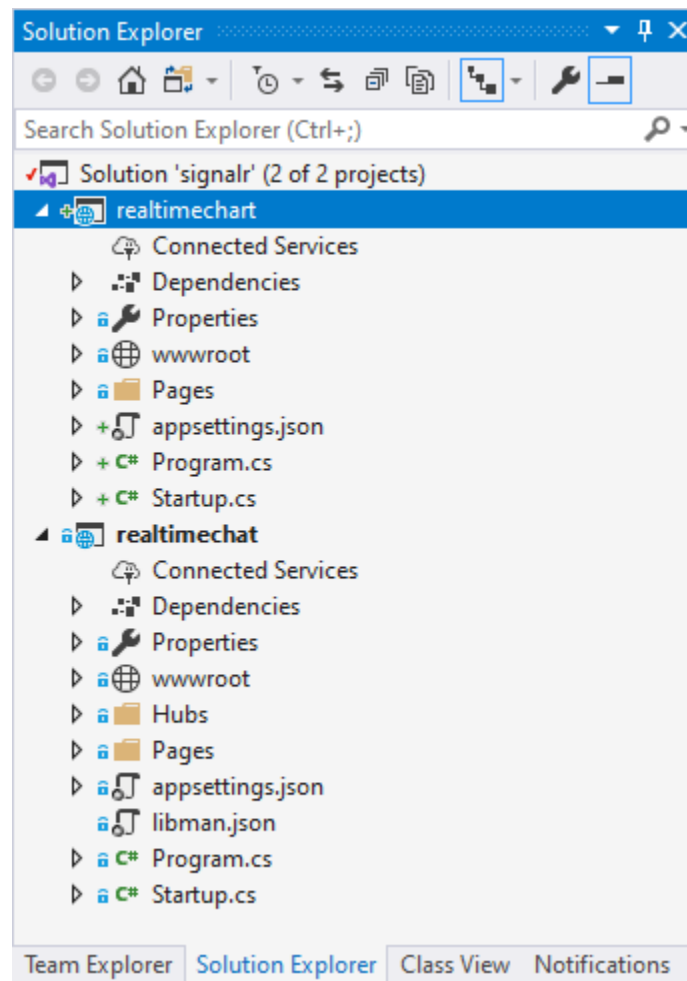 Solution Explorer
Search Solution Explorer (Ctrl+;)
Solution 'signalr' (2 of 2 projects)
realtimechart
Connected Services
Dependencies
Properties
wwwroot
Pages
appsettings.json
C# Program.cs
C# Startup.cs
realtimechat
Connected Services
Dependencies
Properties
wwwroot
Hubs
Pages
appsettings.json
libman.json
C# Program.cs
C# Startup.cs
Team Explorer Solution Explorer Class View Notifications